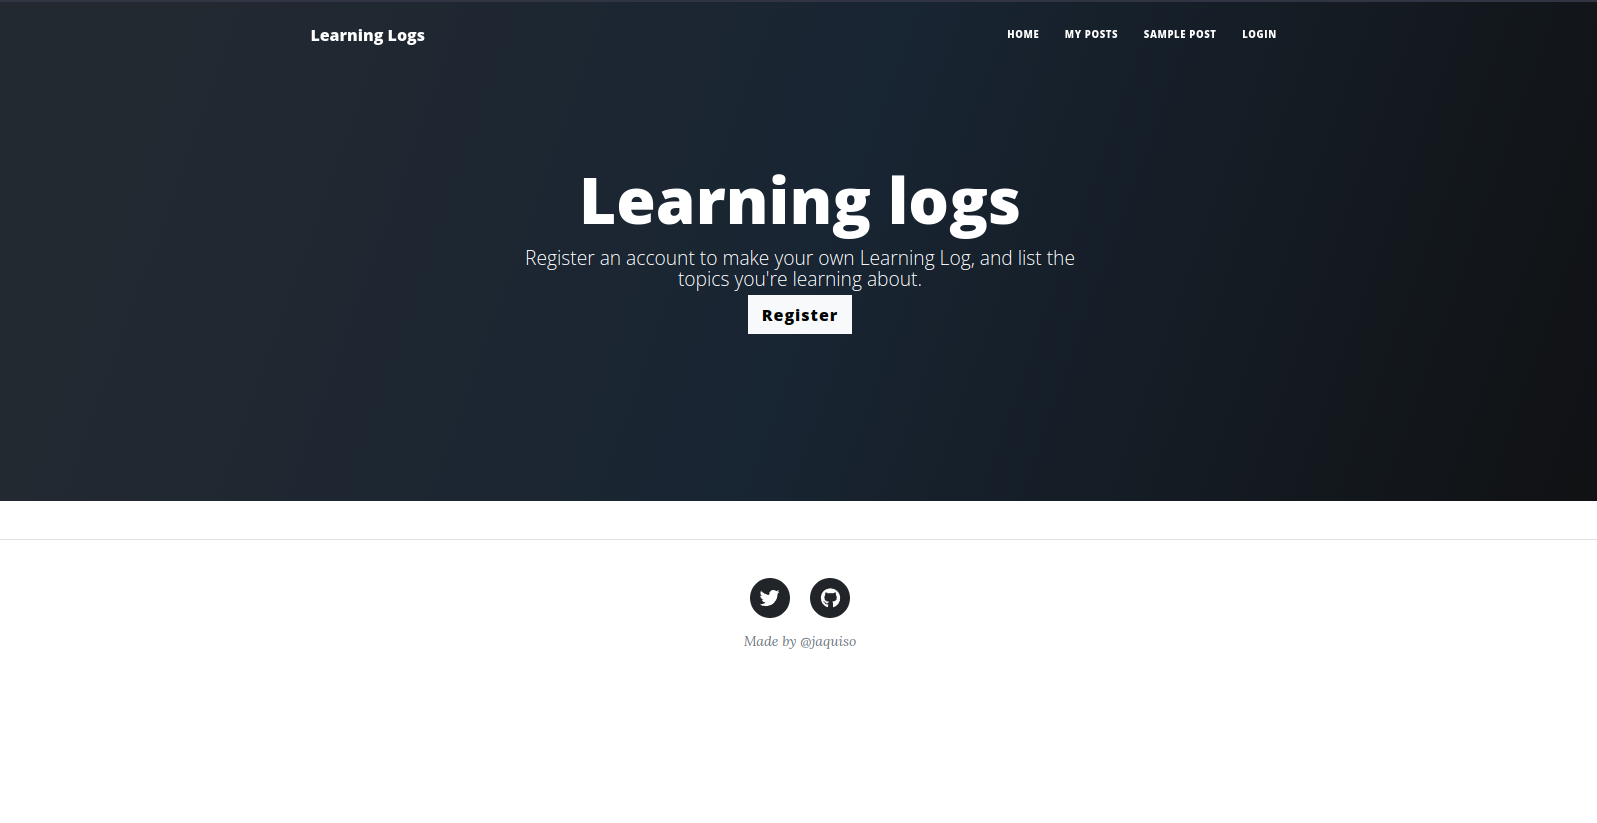 Learning Logs
HOME MY POSTS SAMPLE POST LOGIN
Learning logs
Register an account to make your own Learning Log, and list the
topics you're learning about.
Register
Made by @jaquiso